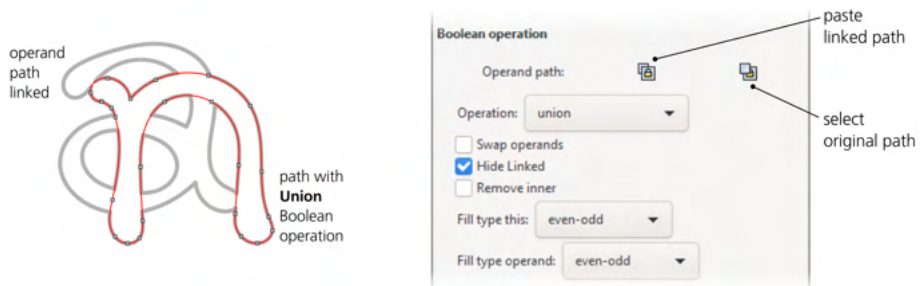 operand
path
linked
path with
Union
Boolean
operation
Boolean operation
Operand path:
Operation: union
Swap operands
Hide Linked
Remove inner
Fill type this: even-odd
Fill type operand: even-odd
paste
linked path
select
original path